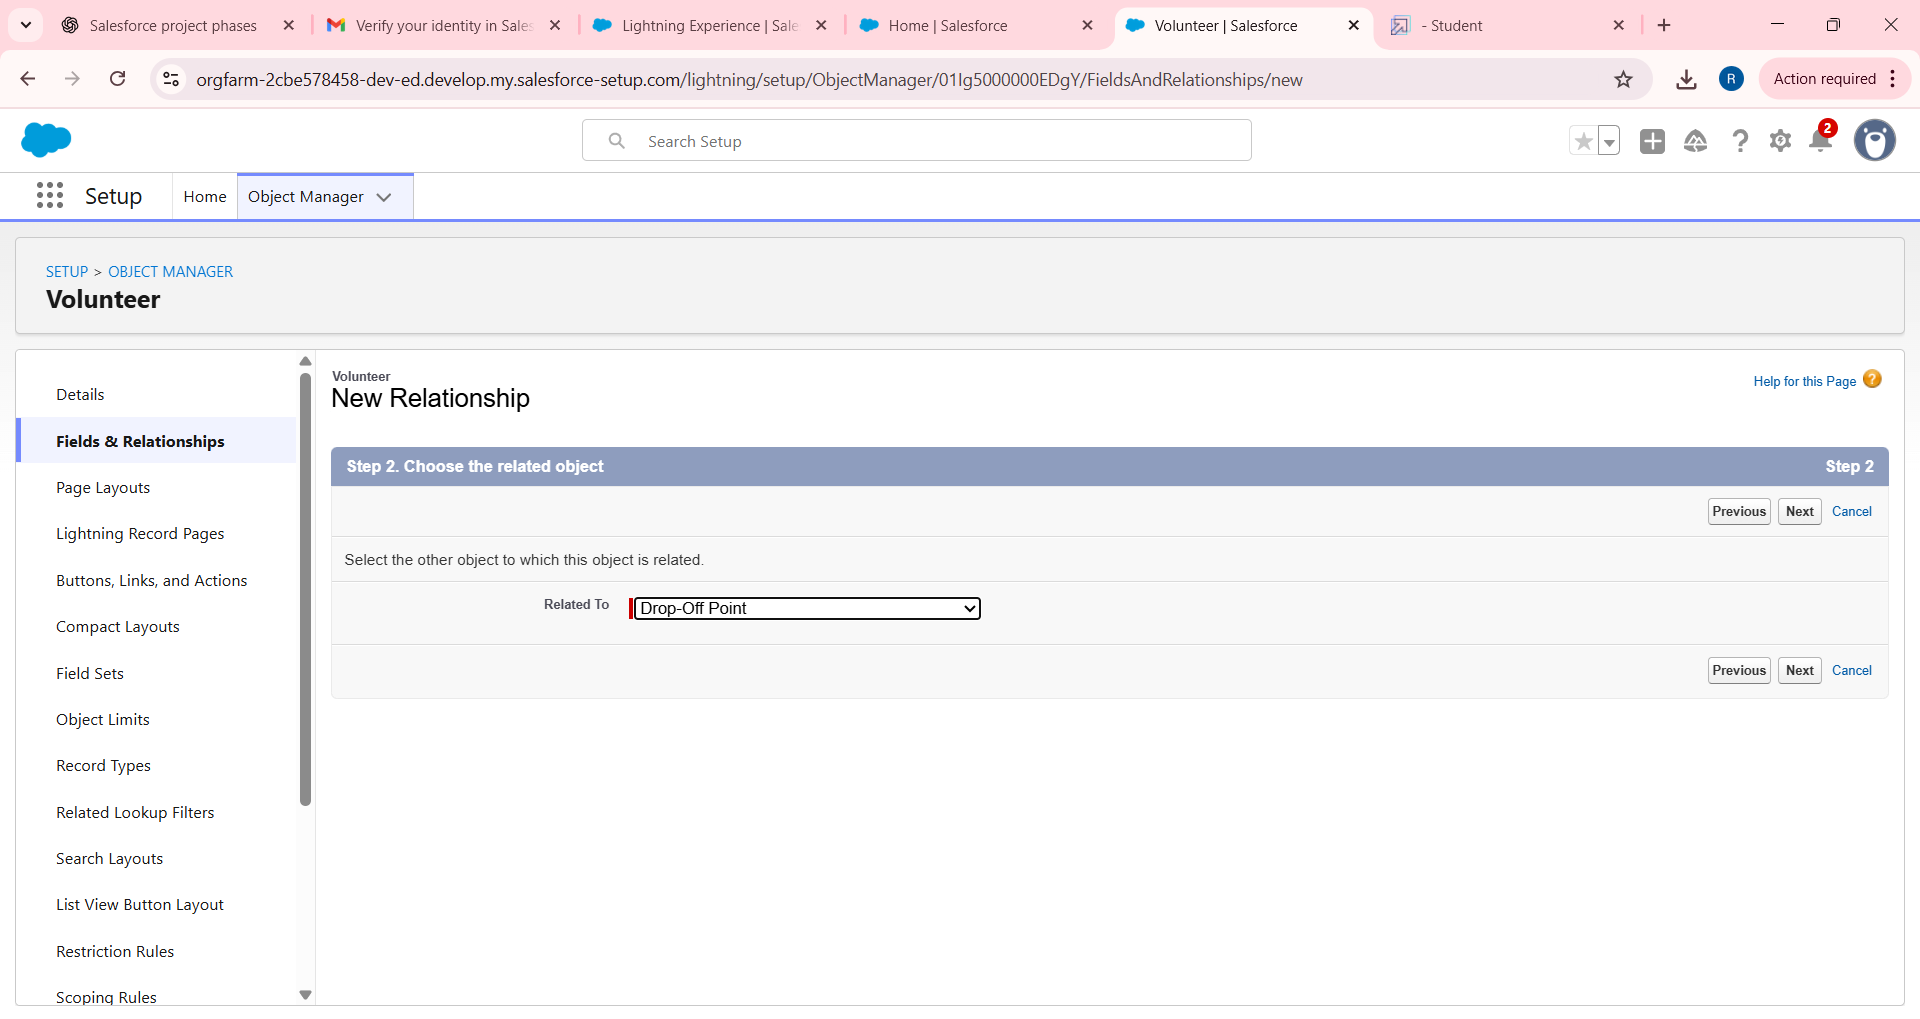 Salesforce project phases
Verify your identity in Sales
Lightning Experience | Sale
Home | Salesforce
Volunteer | Salesforce
- Student
orgfarm-2cbe578458-dev-ed.develop.my.salesforce-setup.com/lightning/setup/ObjectManager/01Ig5000000EDgY/FieldsAndRelationships/new
R
Action required
Search Setup
2
Setup
Home
Object Manager
SETUP > OBJECT MANAGER
Volunteer
Details
Fields & Relationships
Page Layouts
Lightning Record Pages
Buttons, Links, and Actions
Compact Layouts
Field Sets
Object Limits
Record Types
Related Lookup Filters
Search Layouts
List View Button Layout
Restriction Rules
Scoping Rules
Volunteer
New Relationship
Help for this Page ?
Step 2. Choose the related object
Step 2
Previous Next Cancel
Select the other object to which this object is related.
Related To
Drop-Off Point
Previous Next Cancel